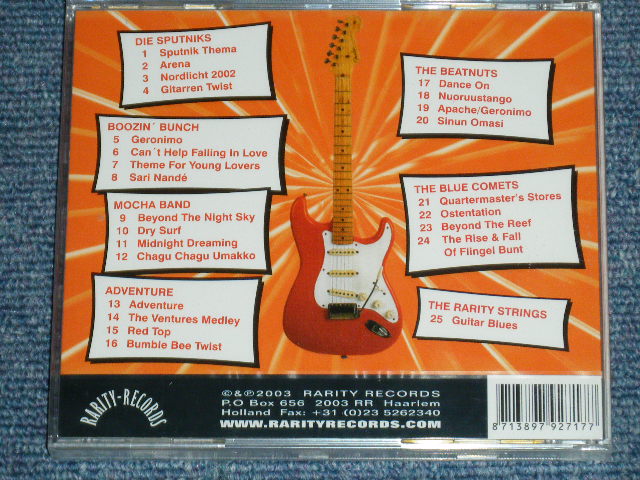 DIE SPUTNIKS
1 Sputnik Thema
2 Arena
3 Nordlicht 2002
4 Gitarren Twist
BOOZIN´ BUNCH
5 Geronimo
6 Can´t Help Falling In Love
7 Theme For Young Lovers
8 Sari Nandé
MOCHA BAND
9 Beyond The Night Sky
10 Dry Surf
11 Midnight Dreaming
12 Chagu Chagu Umakko
ADVENTURE
13 Adventure
14 The Ventures Medley
15 Red Top
16 Bumble Bee Twist
THE BEATNUTS
17 Dance On
18 Nuoruustango
19 Apache/Geronimo
20 Sinun Omasi
THE BLUE COMETS
21 Quartermaster's Stores
22 Ostentation
23 Beyond The Reef
24 The Rise & Fall
Of Flingel Bunt
THE RARITY STRINGS
25 Guitar Blues
RARITY-RECORDS
©&℗2003 RARITY RECORDS
P.O Box 656 2003 RR Haarlem
Holland Fax: +31 (0)23 5262340
WWW.RARITYRECORDS.COM
8 713897 927177